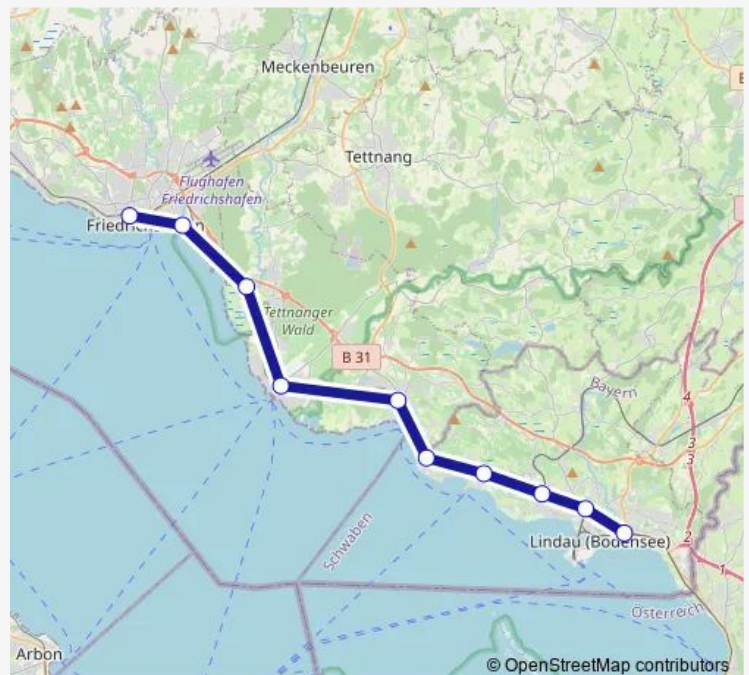 Meckenbeuren
B
Tettnang
Flughafen
Friedrichshafen
Tettnanger
Wald
B 31
Bayern
4
3
3
Schwaben
Lindau (Bodensee)
2
1
Österreich
Arbon
© OpenStreetMap contributors